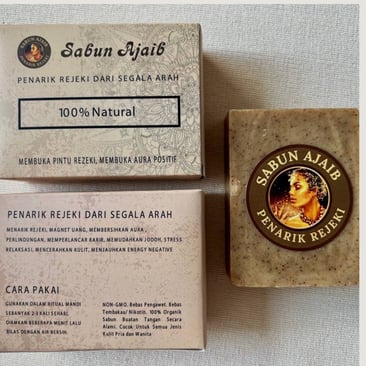 SABUN AJAIB
PENARIK REJEKI
Sabun Ajaib
PENARIK REJEKI DARI SEGALA ARAH
100% Natural
MEMBUKA PINTU REZEKI, MEMBUKA AURA POSITIF
PENARIK REJEKI DARI SEGALA ARAH
MENARIK REJEKI, MAGNET UANG, MEMBERSIHKAN AURA,
PERLINDUNGAN, MEMPERLANCAR KARIR, MEMUDAHKAN JODOH, STRESS
RELAKSASI, MENCERAHKAN KULIT, MENJAUHKAN ENERGY NEGATIVE
CARA PAKAI
GUNAKAN DALAM RITUAL MANDI
SEBANYAK 2-3 KALI SEHARI.
DIAMKAN BEBERAPA MENIT LALU
BILAS DENGAN AIR BERSIH.
NON-GMO. Bebas Pengawet. Bebas
Tembakau/ Nikotin. 100% Organik
Sabun Buatan Tangan Secara
Alami. Cocok Untuk Semua Jenis
Kulit Pria dan Wanita
SABUN AJAIB
PENARIK REJEKI